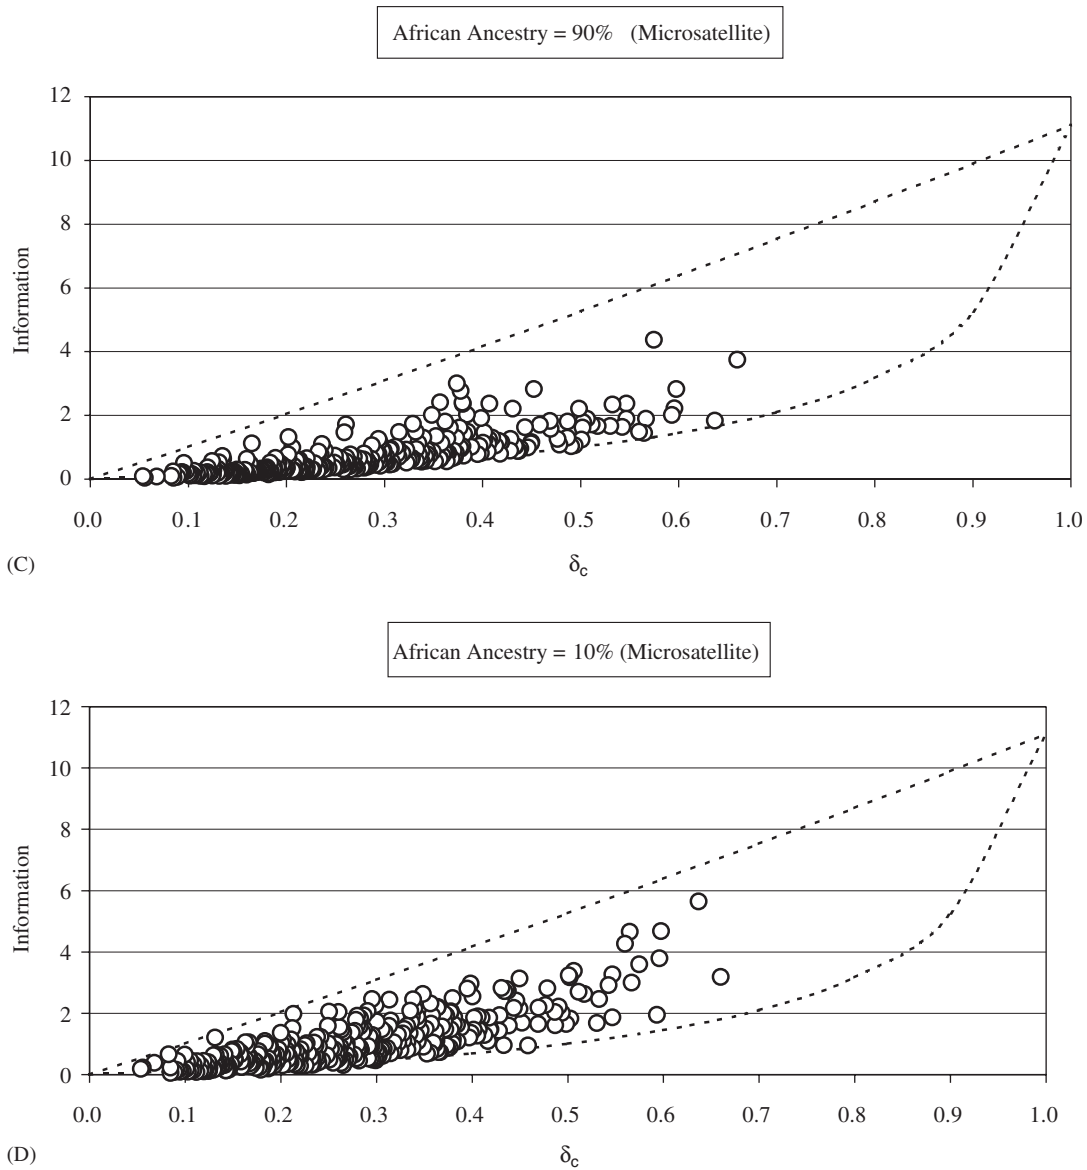 African Ancestry = 90% (Microsatellite)
12
10
8
6
4
2
0
Information
0.0 0.1 0.2 0.3 0.4 0.5 0.6 0.7 0.8 0.9 1.0
(C)
δc
African Ancestry = 10% (Microsatellite)
12
10
8
6
4
2
0
Information
0.0 0.1 0.2 0.3 0.4 0.5 0.6 0.7 0.8 0.9 1.0
(D)
δc